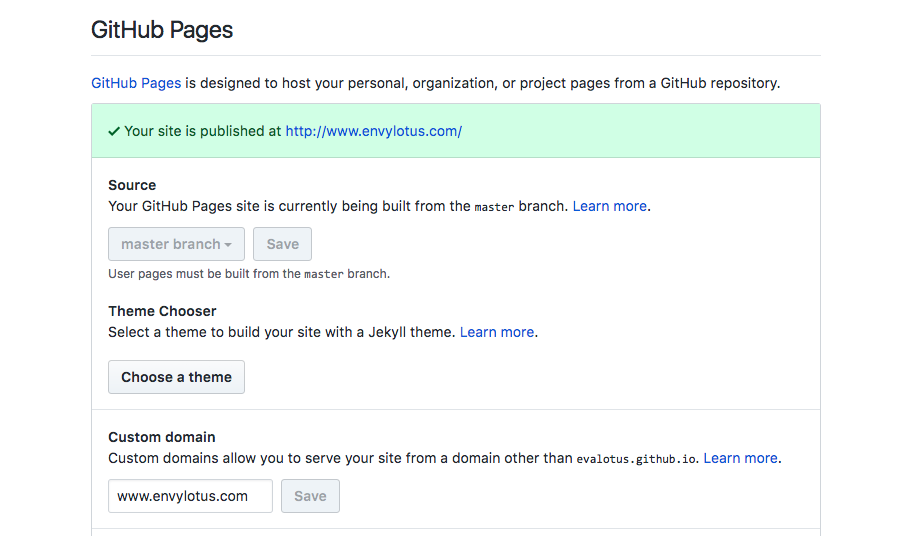 GitHub Pages
GitHub Pages is designed to host your personal, organization, or project pages from a GitHub repository.
Your site is published at http://www.envylotus.com/
Source
Your GitHub Pages site is currently being built from the master branch. Learn more.
master branch Save
User pages must be built from the master branch.
Theme Chooser
Select a theme to build your site with a Jekyll theme. Learn more.
Choose a theme
Custom domain
Custom domains allow you to serve your site from a domain other than evalotus.github.io. Learn more.
www.envylotus.com Save